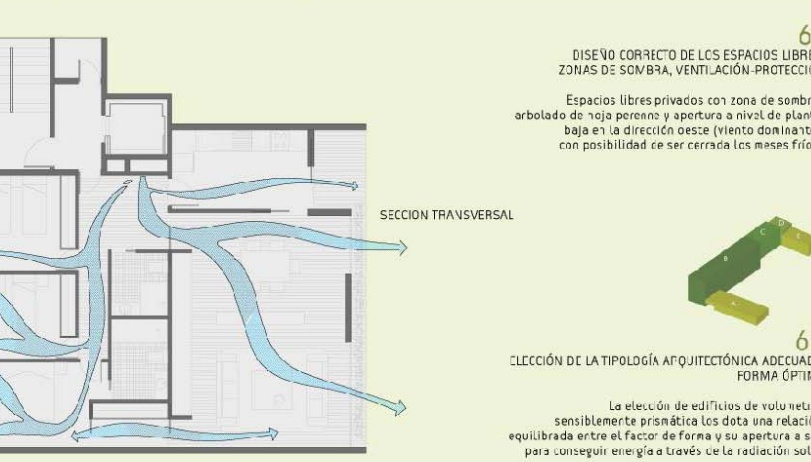 SECCION TRANSVERSAL
6
DISEÑO CORRECTO DE LOS ESPACIOS LIBRE
ZONAS DE SOMBRA, VENTILACIÓN-PROTECCIÓ
Espacios libres privados con zona de sombr
arbolado de hoja perenne y apertura a nivel de plant
baja en la dirección oeste (viento dominant
con posibilidad de ser cerrada los meses frío
A
B
C
D
6
ELECCIÓN DE LA TIPOLOGÍA ARQUITECTÓNICA ADECUAD
FORMA ÓPTIM
La elección de edificios de volumetr
sensiblemente prismática los dota una relació
equilibrada entre el factor de forma y su apertura a s
para conseguir energía a través de la radiación sol